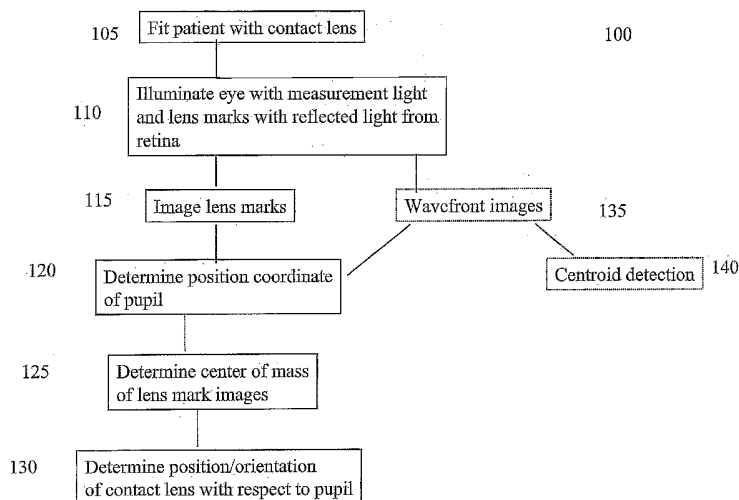 105
Fit patient with contact lens
100
110
Illuminate eye with measurement light
and lens marks with reflected light from
retina
115
Image lens marks
Wavefront images
135
120
Determine position coordinate
of pupil
Centroid detection
140
125
Determine center of mass
of lens mark images
130
Determine position/orientation
of contact lens with respect to pupil